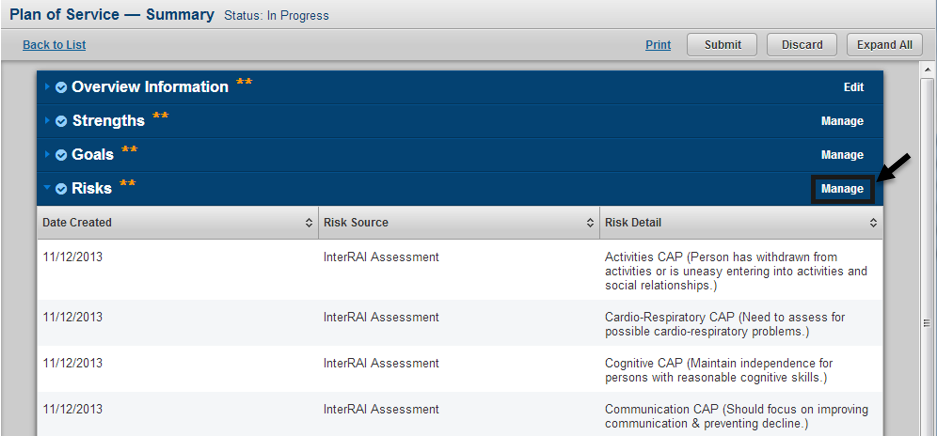 Plan of Service — Summary Status: In Progress
Back to List Print Submit Discard Expand All
Overview Information ** Edit
Strengths ** Manage
Goals ** Manage
Risks ** Manage
Date Created Risk Source Risk Detail
11/12/2013 InterRAI Assessment Activities CAP (Person has withdrawn from
activities or is uneasy entering into activities and
social relationships.)
11/12/2013 InterRAI Assessment Cardio-Respiratory CAP (Need to assess for
possible cardio-respiratory problems.)
11/12/2013 InterRAI Assessment Cognitive CAP (Maintain independence for
persons with reasonable cognitive skills.)
11/12/2013 InterRAI Assessment Communication CAP (Should focus on improving
communication & preventing decline.)